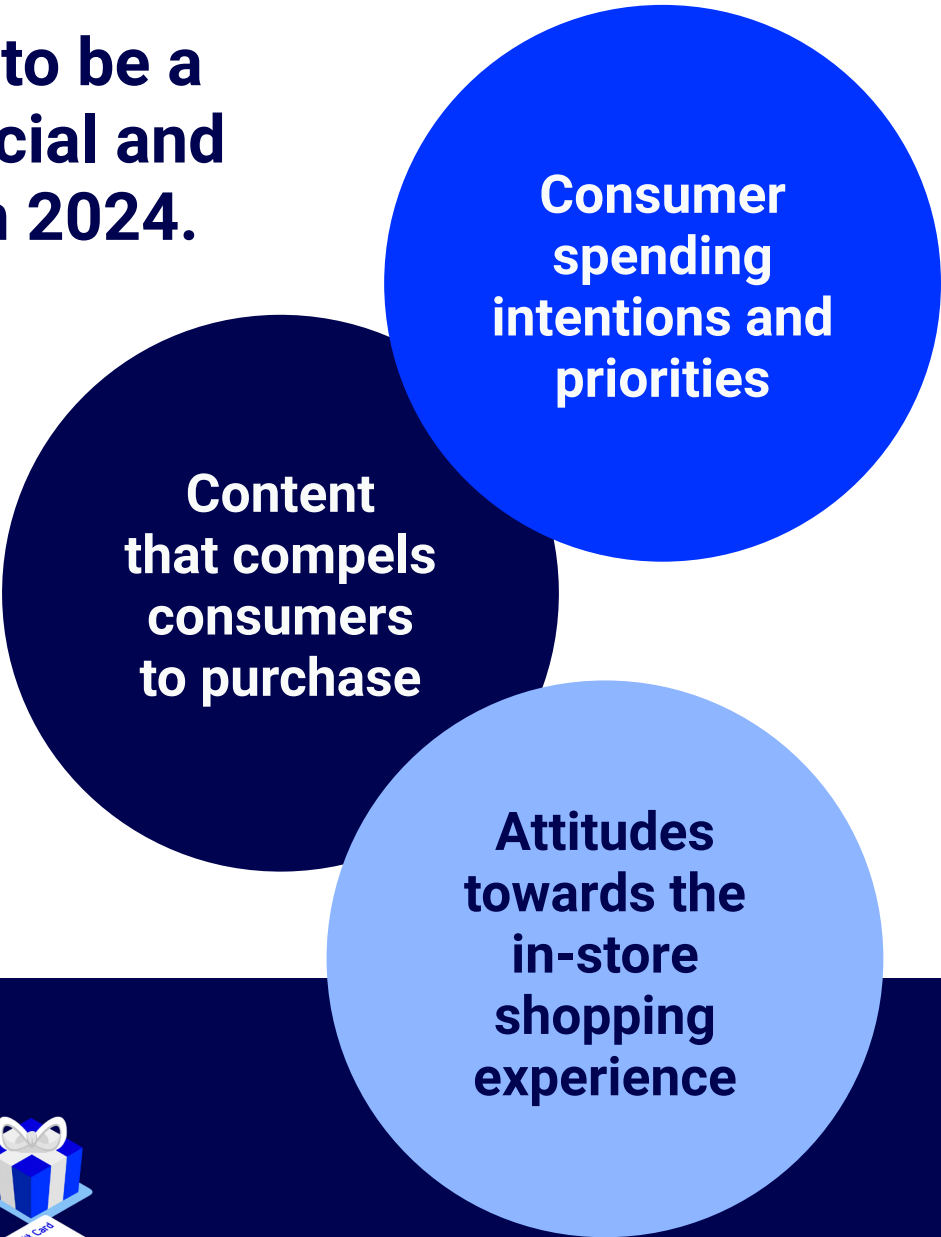 to be a
cial and
2024.
Consumer
spending
intentions and
priorities
Content
that compels
consumers
to purchase
Attitudes
towards the
in-store
shopping
experience
Card